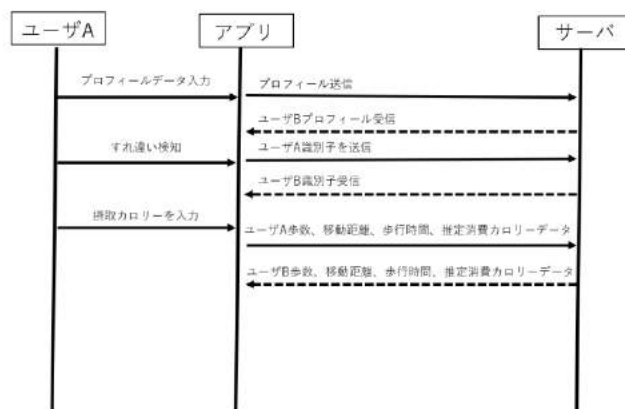 ユーザA
アプリ
サーバ
プロフィールデータ入力
プロフィール送信
ユーザBプロフィール受信
すれ違い検知
ユーザA識別子を送信
ユーザB識別子受信
摂取カロリーを入力
ユーザA歩数、移動距離、歩行時間、推定消費カロリーデータ
ユーザB歩数、移動距離、歩行時間、推定消費カロリーデータ